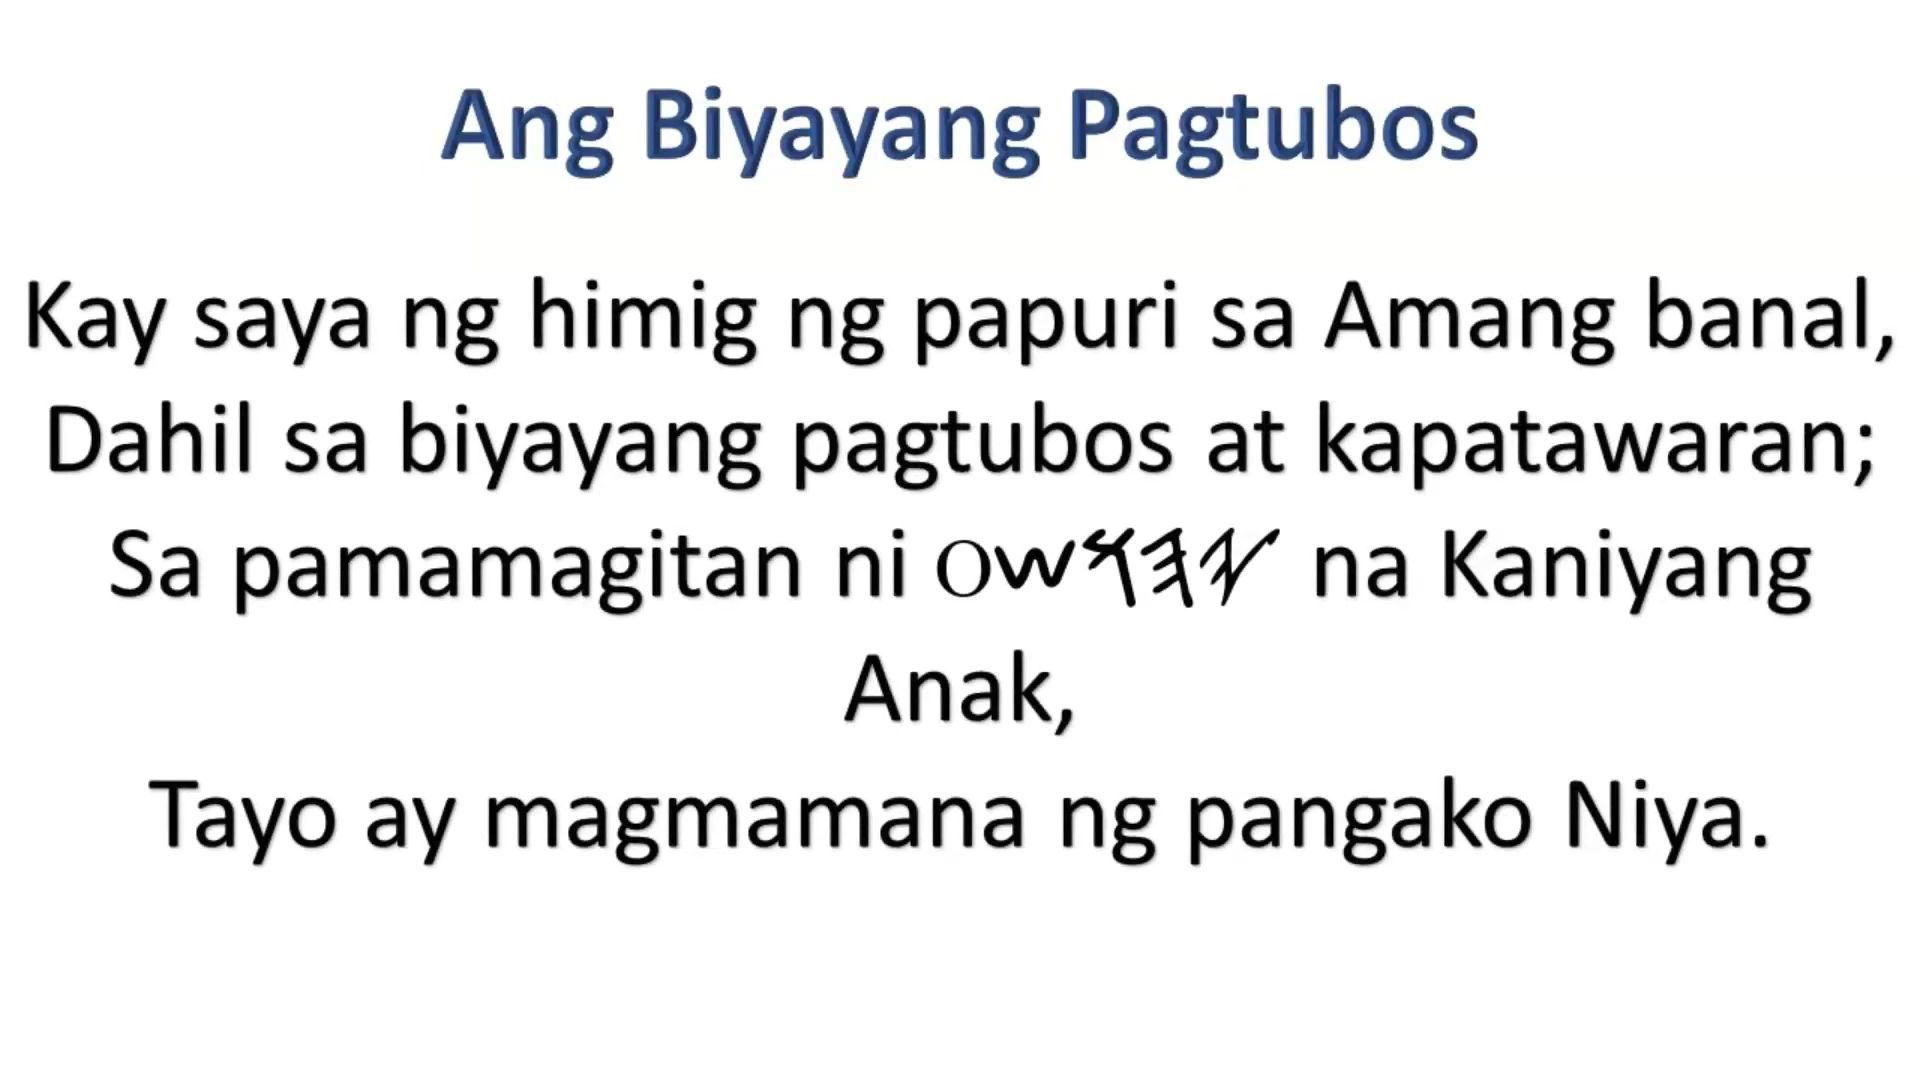 Ang Biyayang Pagtubos
Kay saya ng himig ng papuri sa Amang banal,
Dahil sa biyayang pagtubos at kapatawaran;
Sa pamamagitan ni 𐤉𐤄𐤅𐤔𐤏 na Kaniyang
Anak,
Tayo ay magmamana ng pangako Niya.